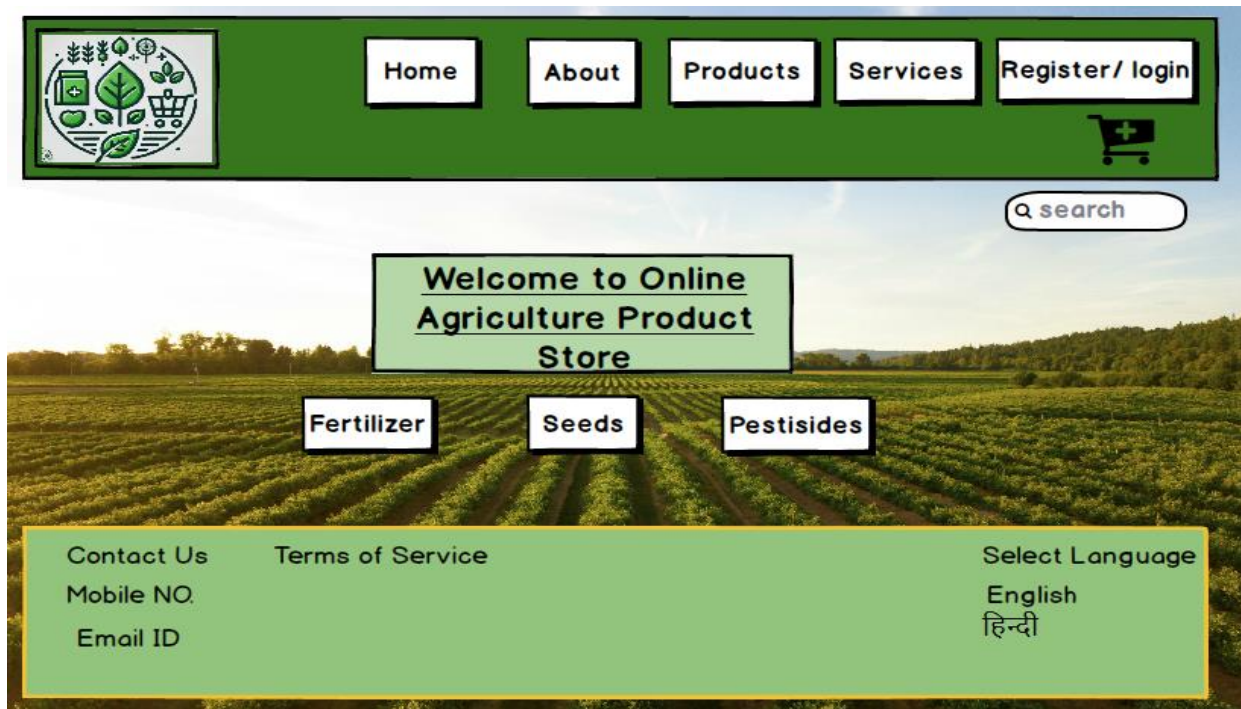 Home About Products Services Register/ login
search
Welcome to Online
Agriculture Product
Store
Fertilizer Seeds Pestisides
Contact Us Terms of Service Select Language
Mobile NO. English
Email ID हिन्दी